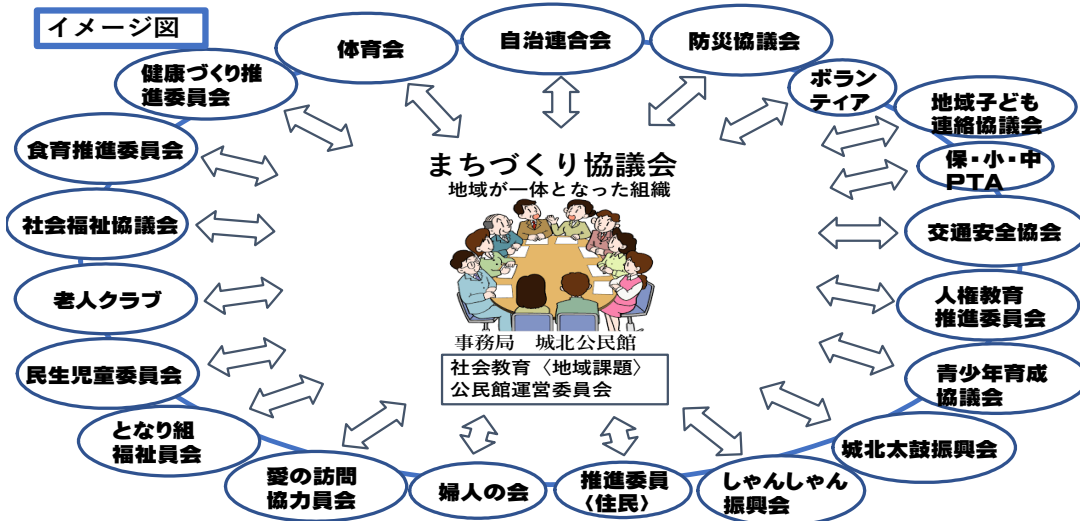 イメージ図
体育会
自治連合会
防災協議会
健康づくり推
進委員会
ボラン
ティア
地域子ども
連絡協議会
食育推進委員会
まちづくり協議会
地域が一体となった組織
保・小・中
PTA
社会福祉協議会
交通安全協会
老人クラブ
人権教育
推進委員会
事務局 城北公民館
社会教育〈地域課題〉
公民館運営委員会
民生児童委員会
青少年育成
協議会
となり組
福祉員会
城北太鼓振興会
愛の訪問
協力員会
婦人の会
推進委員
〈住民〉
しゃんしゃん
振興会